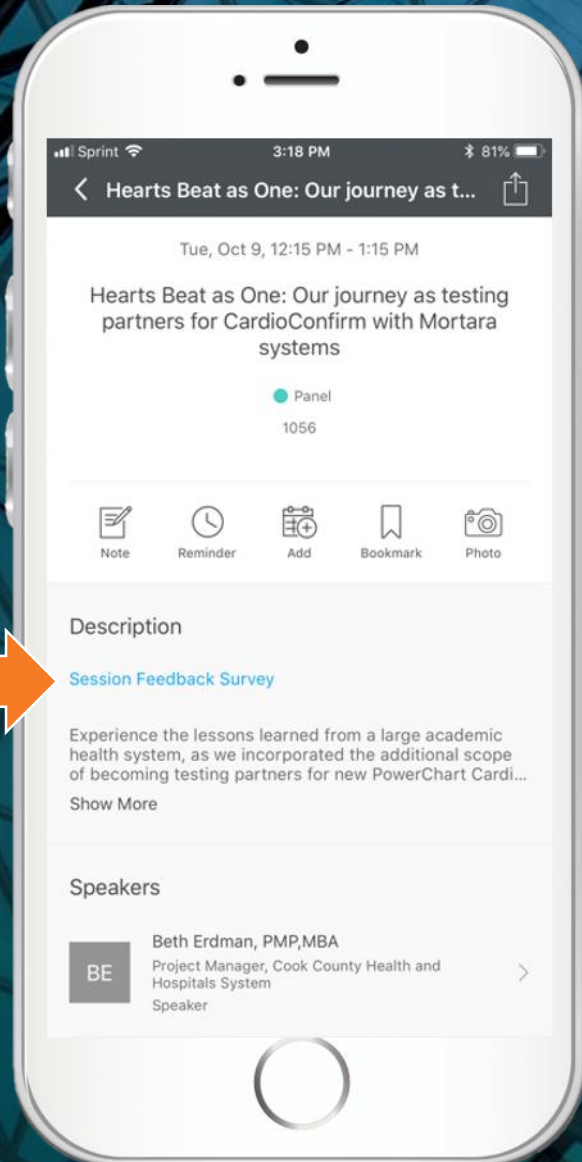 Sprint 3:18 PM 81%
Hearts Beat as One: Our journey as t...
Tue, Oct 9, 12:15 PM - 1:15 PM
Hearts Beat as One: Our journey as testing
partners for CardioConfirm with Mortara
systems
Panel
1056
Note Reminder Add Bookmark Photo
Description
Session Feedback Survey
Experience the lessons learned from a large academic
health system, as we incorporated the additional scope
of becoming testing partners for new PowerChart Cardi...
Show More
Speakers
BE
Beth Erdman, PMP,MBA
Project Manager, Cook County Health and
Hospitals System
Speaker